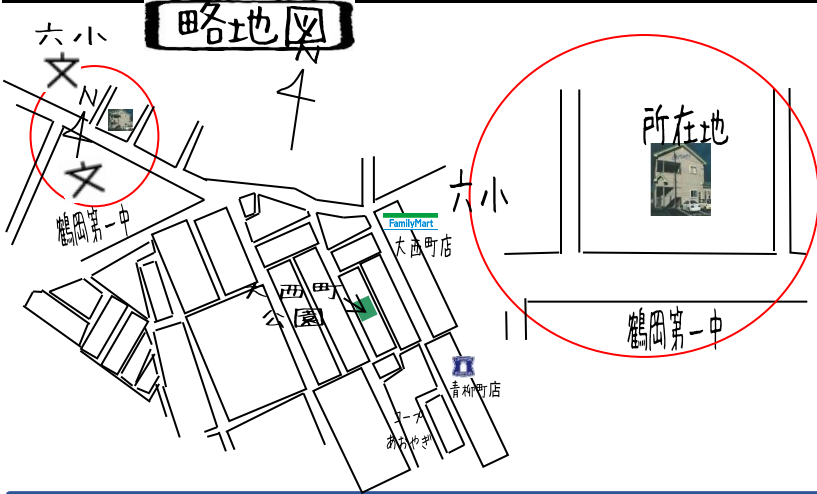 略地図
六小
文
N
N
文
鶴岡第一中
FamilyMart
大西町店
大西町
公園
青柳町店
コープ
あおやぎ
所在地
六小
鶴岡第一中